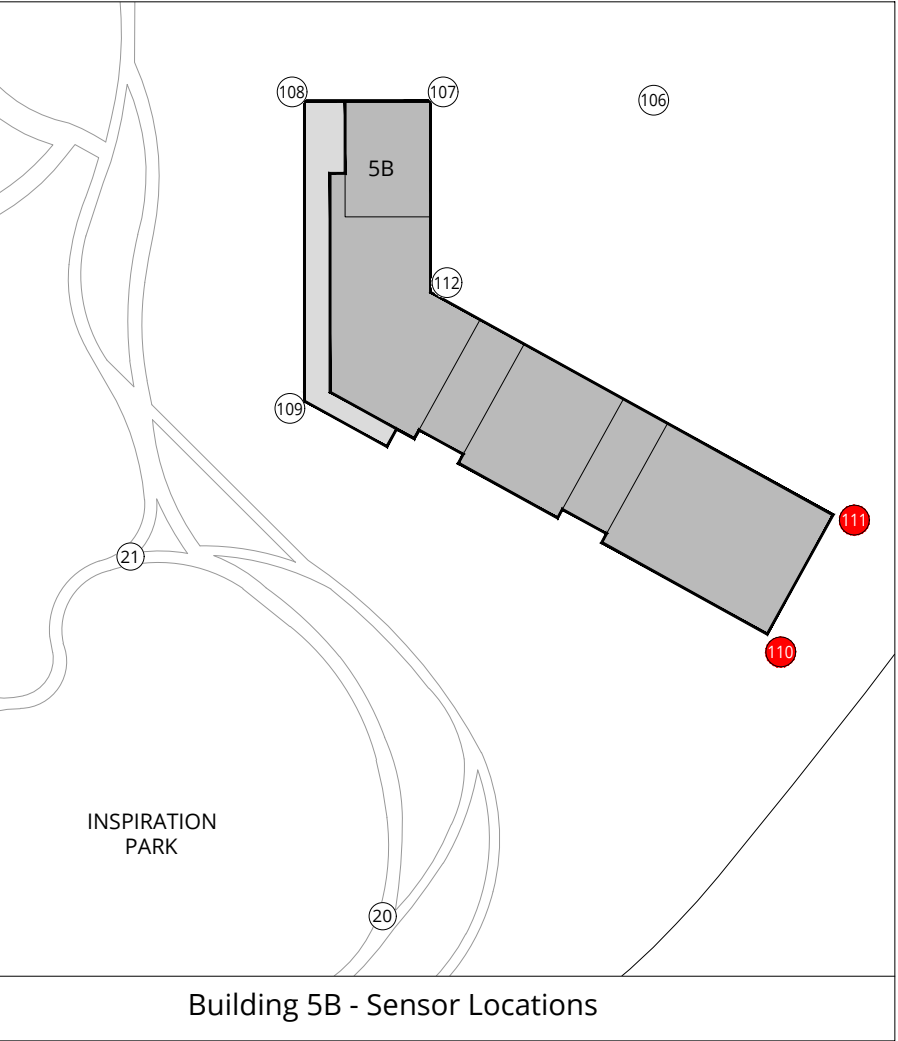 108
107
106
5B
112
109
111
21
110
INSPIRATION
PARK
20
Building 5B - Sensor Locations